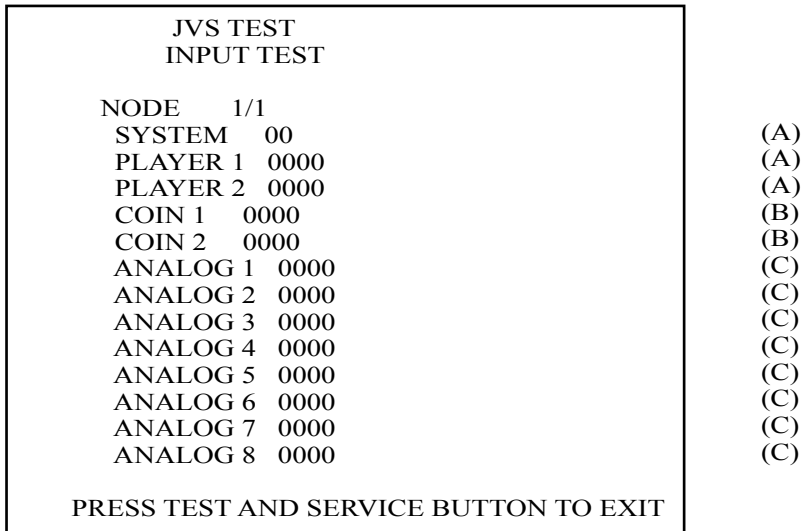 JVS TEST
INPUT TEST
NODE 1/1
SYSTEM 00 (A)
PLAYER 1 0000 (A)
PLAYER 2 0000 (A)
COIN 1 0000 (B)
COIN 2 0000 (B)
ANALOG 1 0000 (C)
ANALOG 2 0000 (C)
ANALOG 3 0000 (C)
ANALOG 4 0000 (C)
ANALOG 5 0000 (C)
ANALOG 6 0000 (C)
ANALOG 7 0000 (C)
ANALOG 8 0000 (C)
PRESS TEST AND SERVICE BUTTON TO EXIT